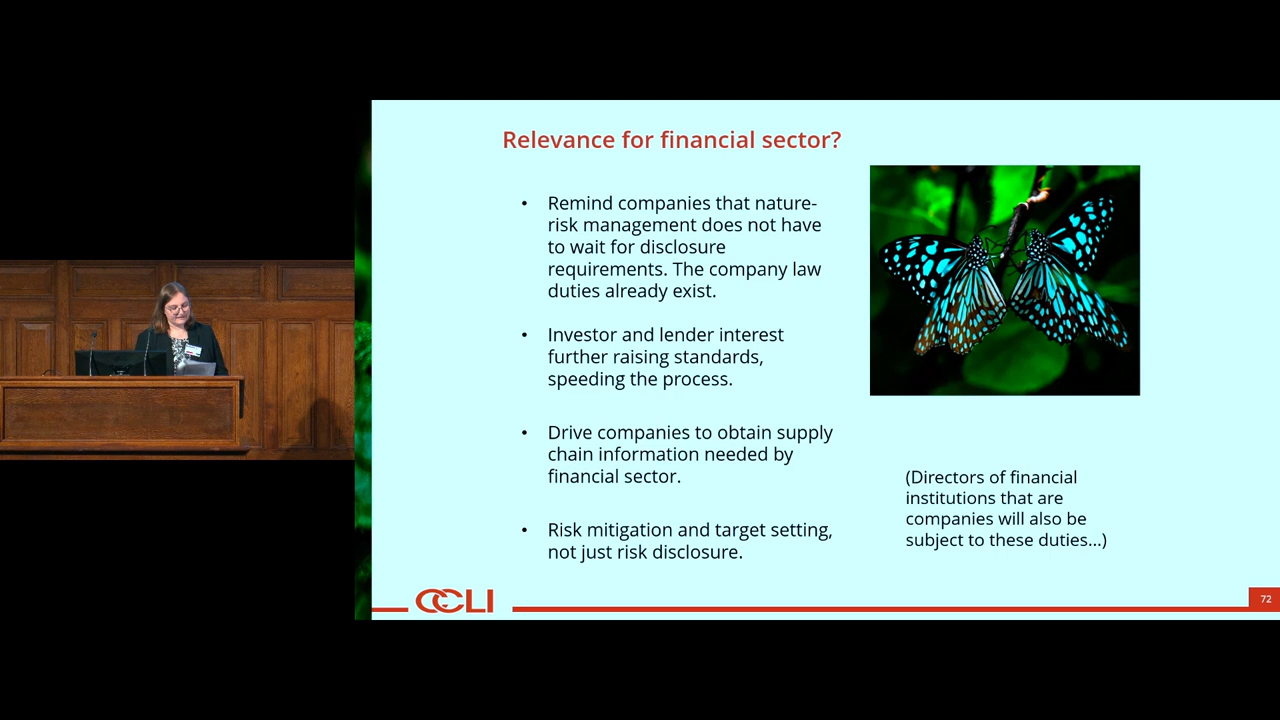 Relevance for financial sector?
• Remind companies that nature-
risk management does not have
to wait for disclosure
requirements. The company law
duties already exist.
• Investor and lender interest
further raising standards,
speeding the process.
• Drive companies to obtain supply
chain information needed by
financial sector.
• Risk mitigation and target setting,
not just risk disclosure.
(Directors of financial
institutions that are
companies will also be
subject to these duties...)
CCLI
72